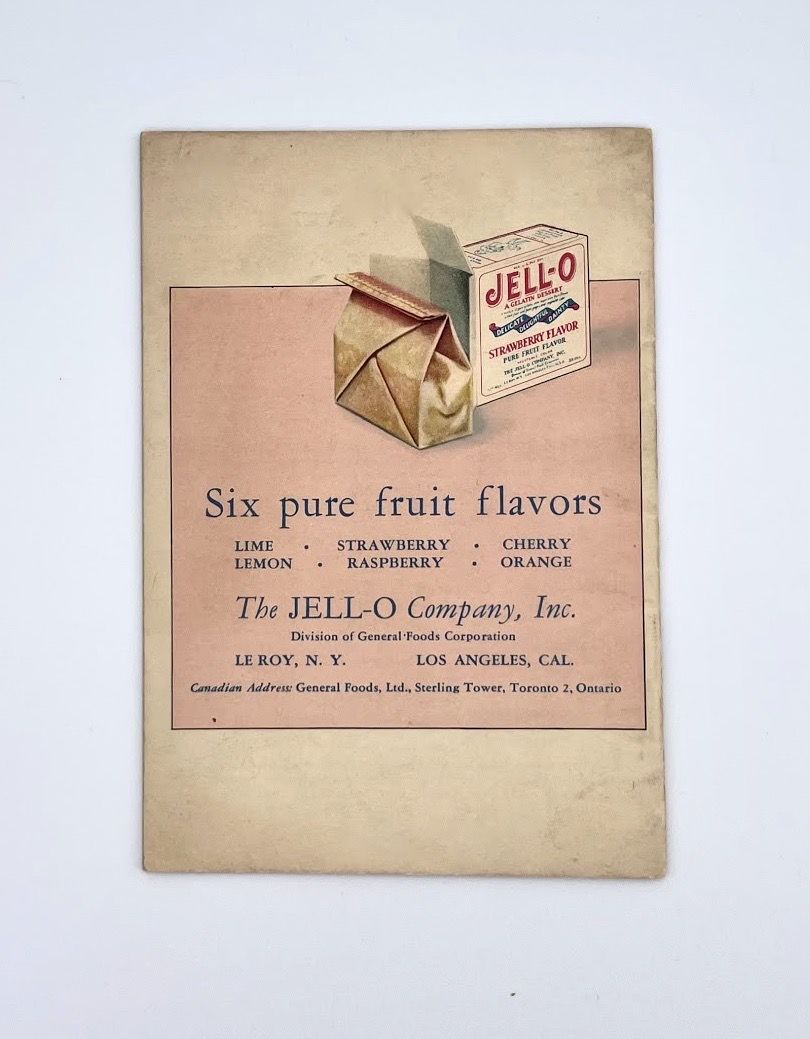 JELL-O
A GELATIN DESSERT
DELICATE DELIGHTFUL DAINTY
STRAWBERRY FLAVOR
PURE FRUIT FLAVOR
VEGETABLE COLOR
THE JELL-O COMPANY, INC.
Six pure fruit flavors
LIME • STRAWBERRY • CHERRY
LEMON • RASPBERRY • ORANGE
The JELL-O Company, Inc.
Division of General Foods Corporation
LE ROY, N. Y. LOS ANGELES, CAL.
Canadian Address: General Foods, Ltd., Sterling Tower, Toronto 2, Ontario